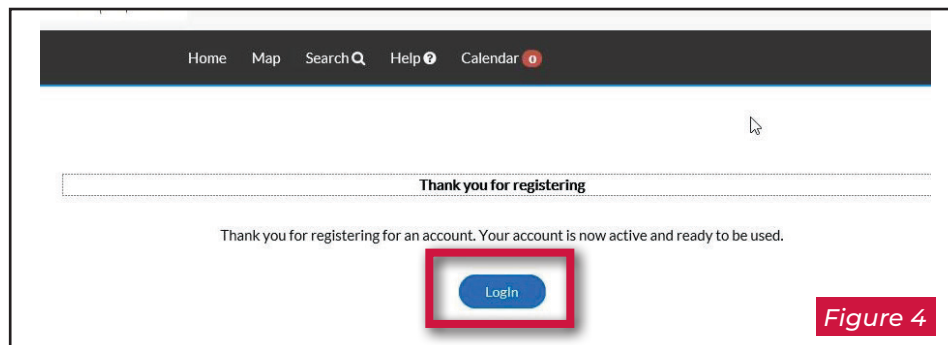 Home Map Search Help Calendar 0
Thank you for registering
Thank you for registering for an account. Your account is now active and ready to be used.
LogIn
Figure 4